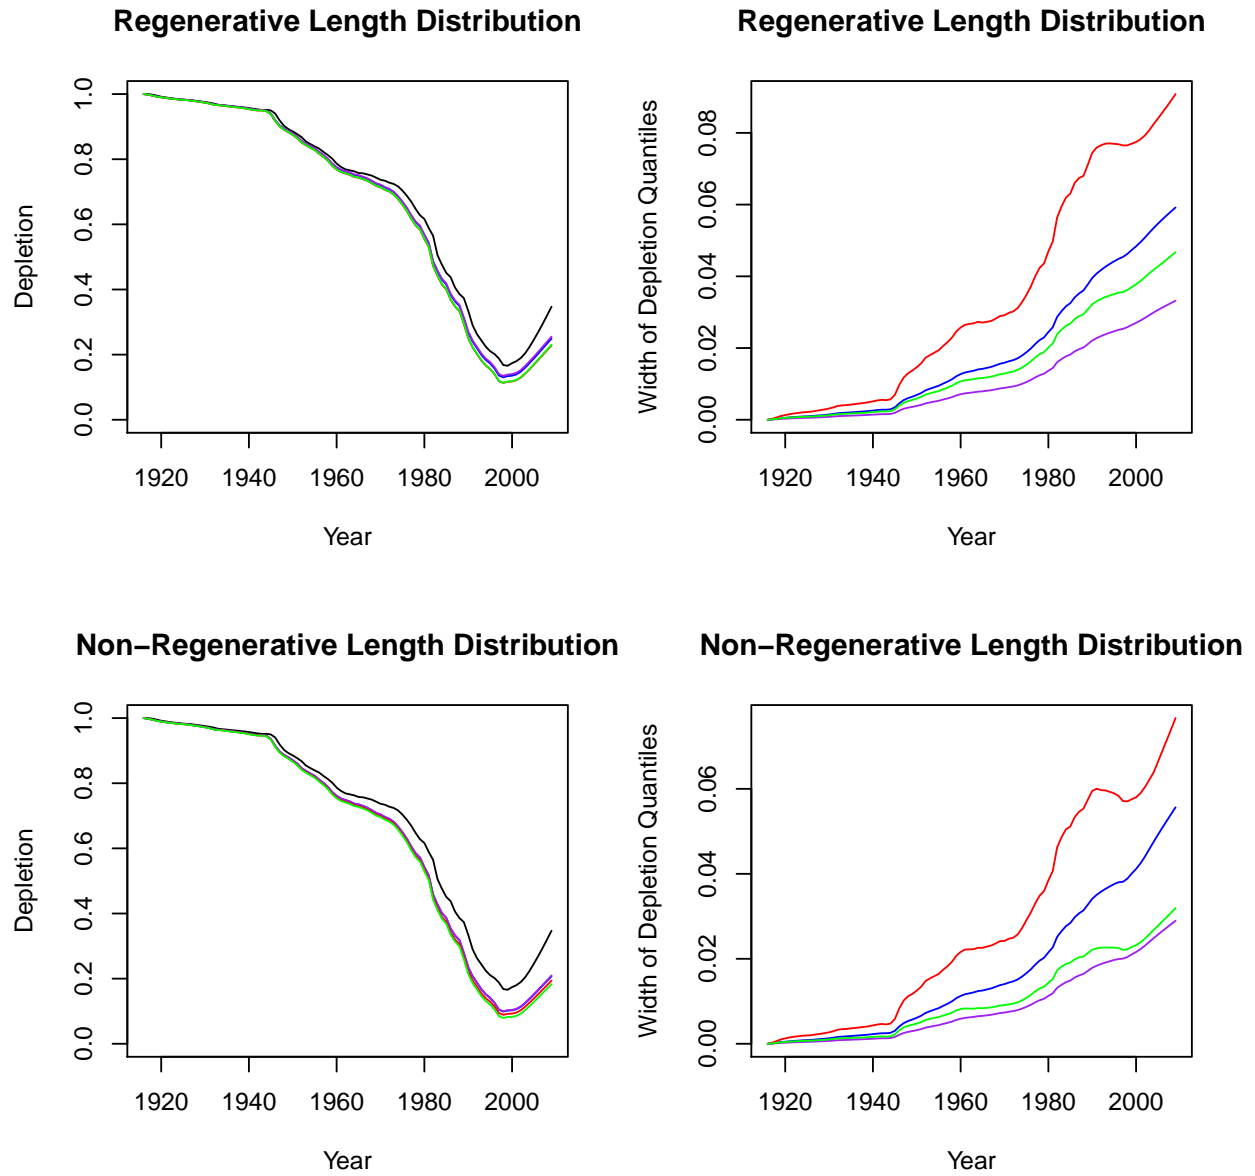 Regenerative Length Distribution
Depletion
0.0 0.2 0.4 0.6 0.8 1.0
1920 1940 1960 1980 2000
Year
Regenerative Length Distribution
Width of Depletion Quantiles
0.00 0.02 0.04 0.06 0.08
1920 1940 1960 1980 2000
Year
Non−Regenerative Length Distribution
Depletion
0.0 0.2 0.4 0.6 0.8 1.0
1920 1940 1960 1980 2000
Year
Non−Regenerative Length Distribution
Width of Depletion Quantiles
0.00 0.02 0.04 0.06
1920 1940 1960 1980 2000
Year